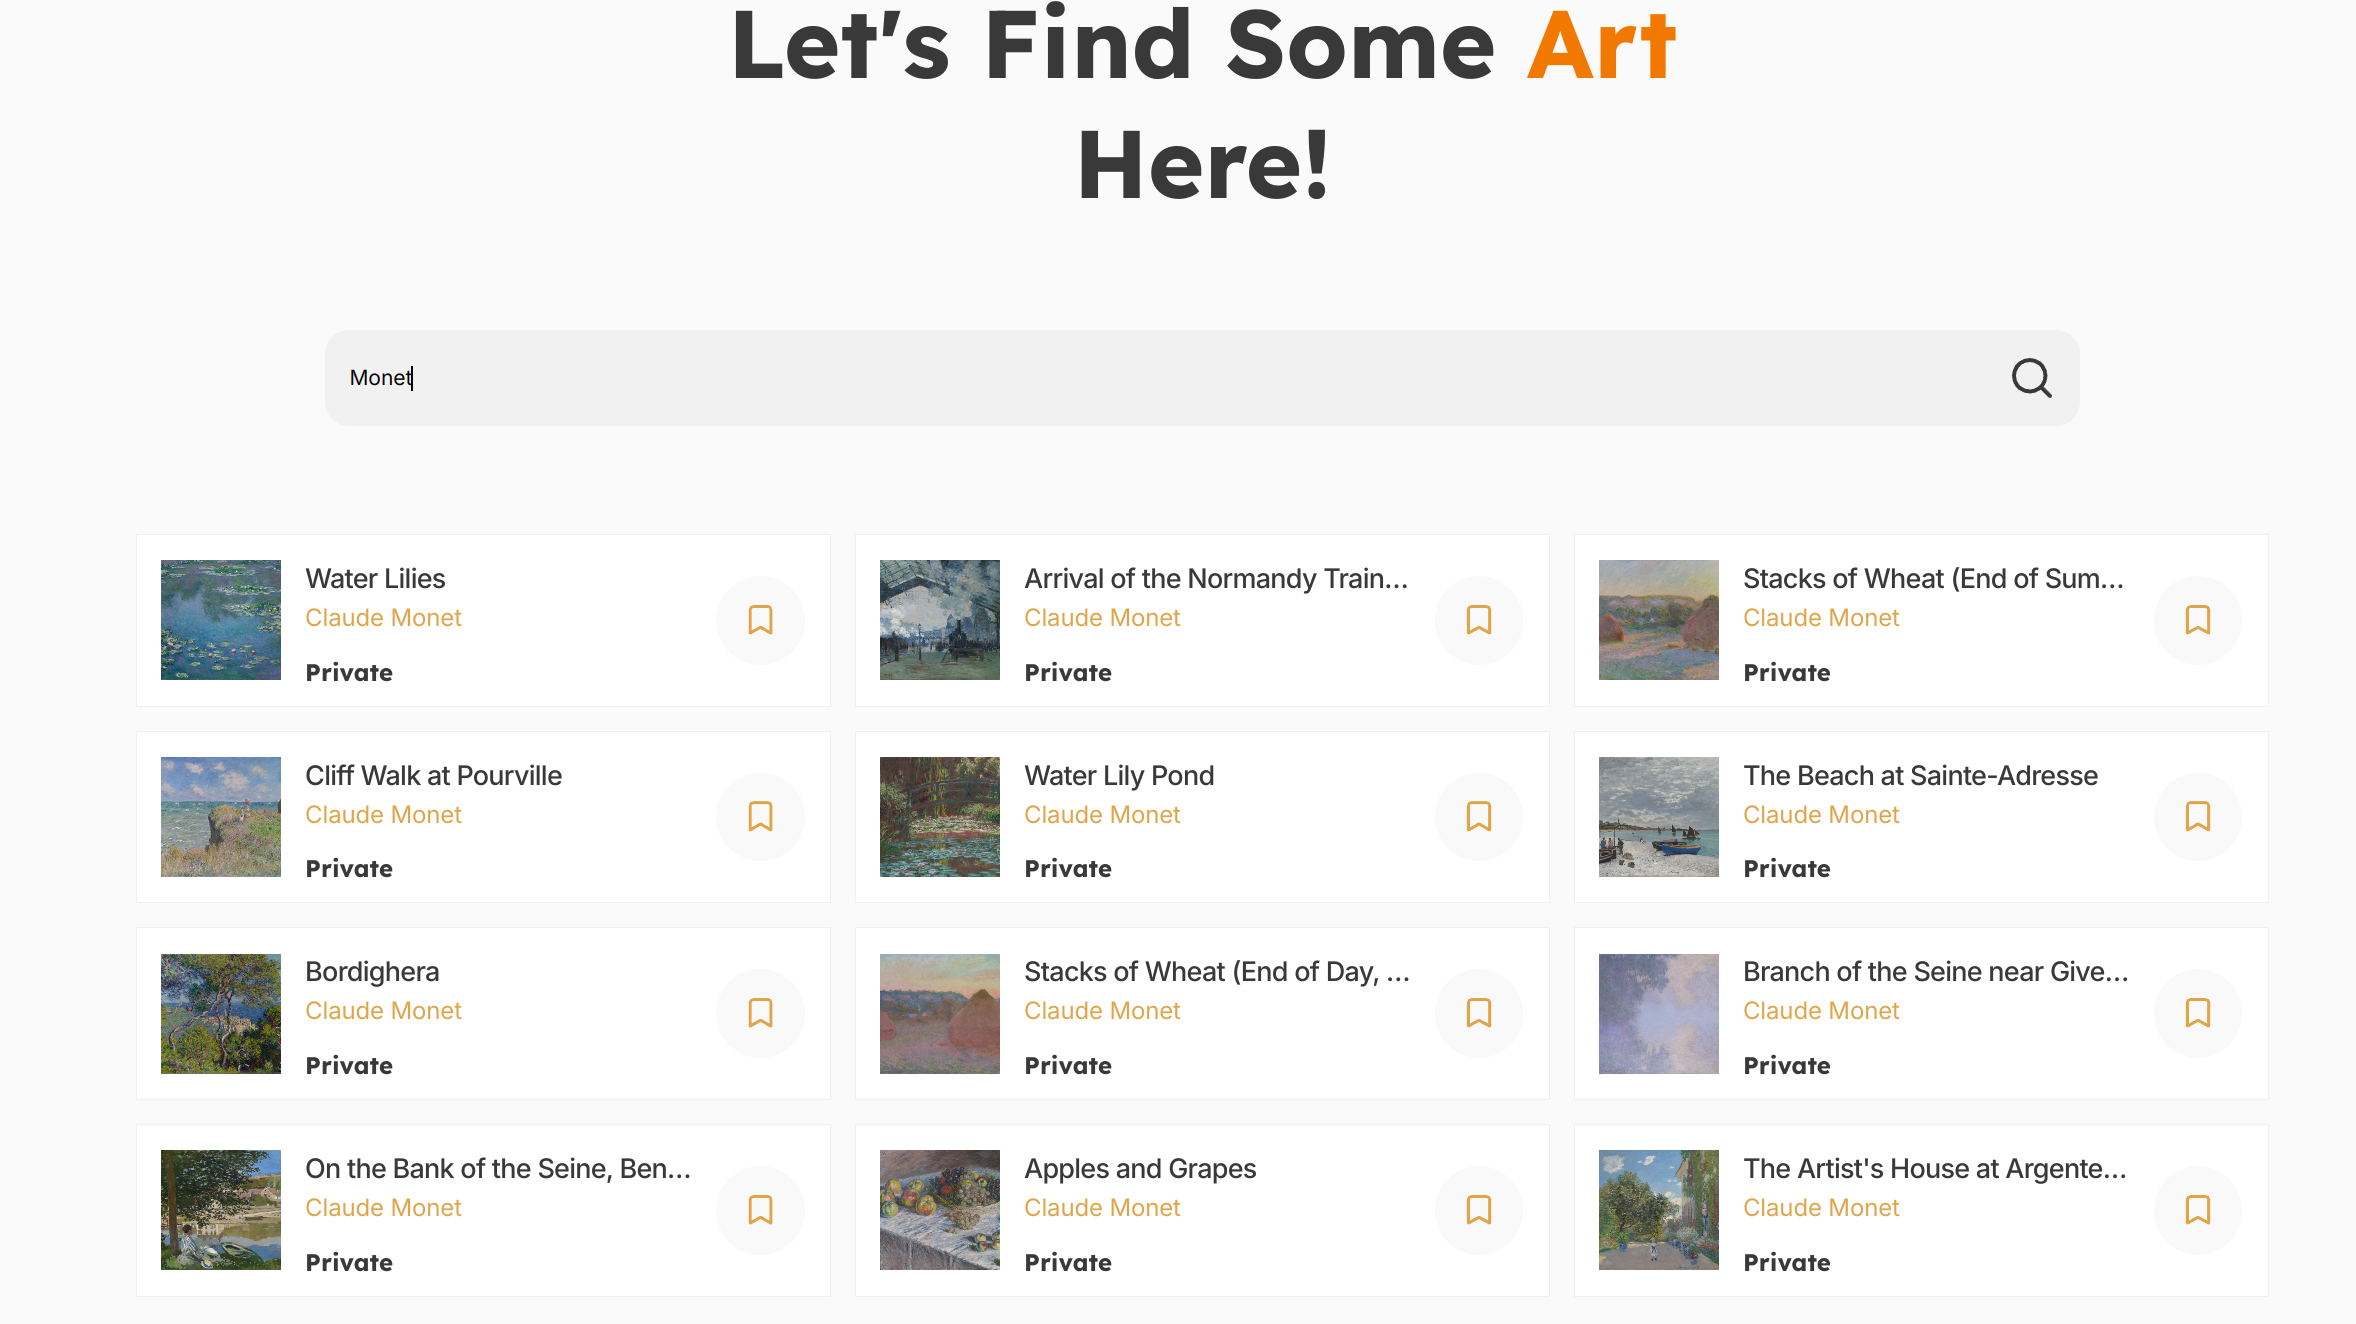 Let's Find Some Art
Here!
Monet
Water Lilies
Claude Monet
Private
Arrival of the Normandy Train...
Claude Monet
Private
Stacks of Wheat (End of Sum...
Claude Monet
Private
Cliff Walk at Pourville
Claude Monet
Private
Water Lily Pond
Claude Monet
Private
The Beach at Sainte-Adresse
Claude Monet
Private
Bordighera
Claude Monet
Private
Stacks of Wheat (End of Day, ...
Claude Monet
Private
Branch of the Seine near Give...
Claude Monet
Private
On the Bank of the Seine, Ben...
Claude Monet
Private
Apples and Grapes
Claude Monet
Private
The Artist's House at Argente...
Claude Monet
Private